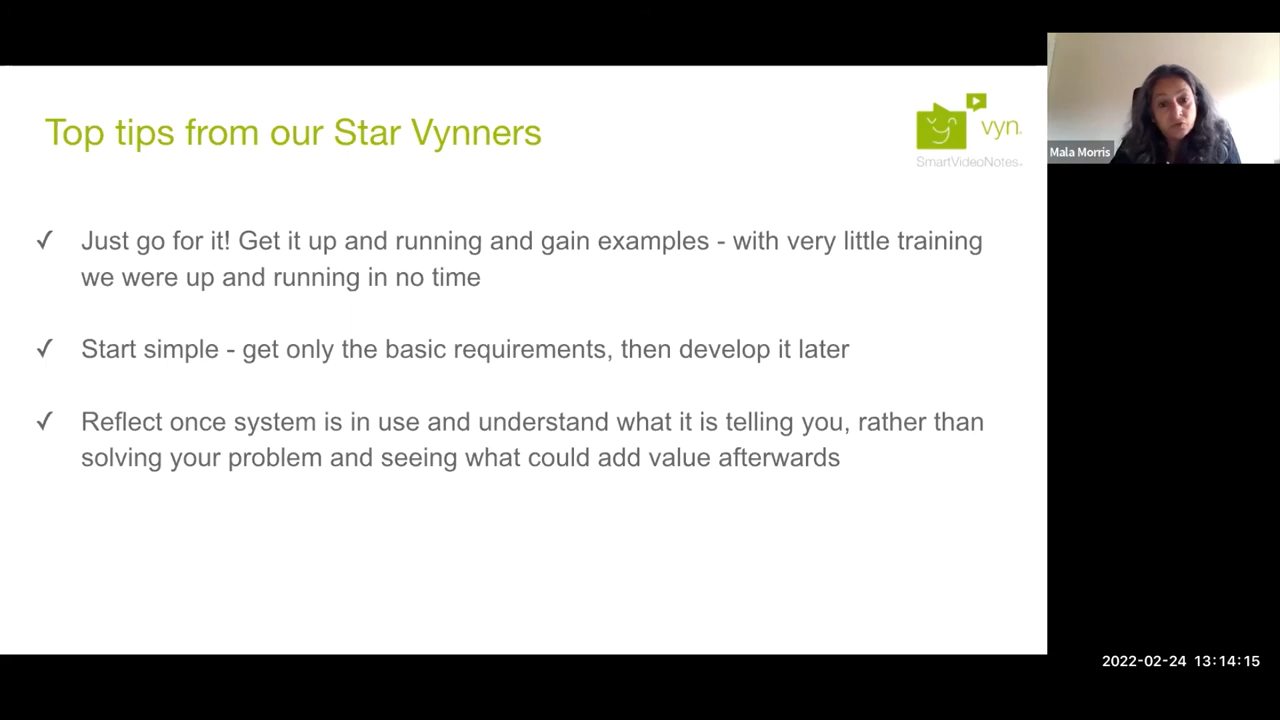 Top tips from our Star Vynners
vyn.
SmartVideoNotes
Mala Morris
✓ Just go for it! Get it up and running and gain examples - with very little training
we were up and running in no time
✓ Start simple - get only the basic requirements, then develop it later
✓ Reflect once system is in use and understand what it is telling you, rather than
solving your problem and seeing what could add value afterwards
2022-02-24 13:14:15